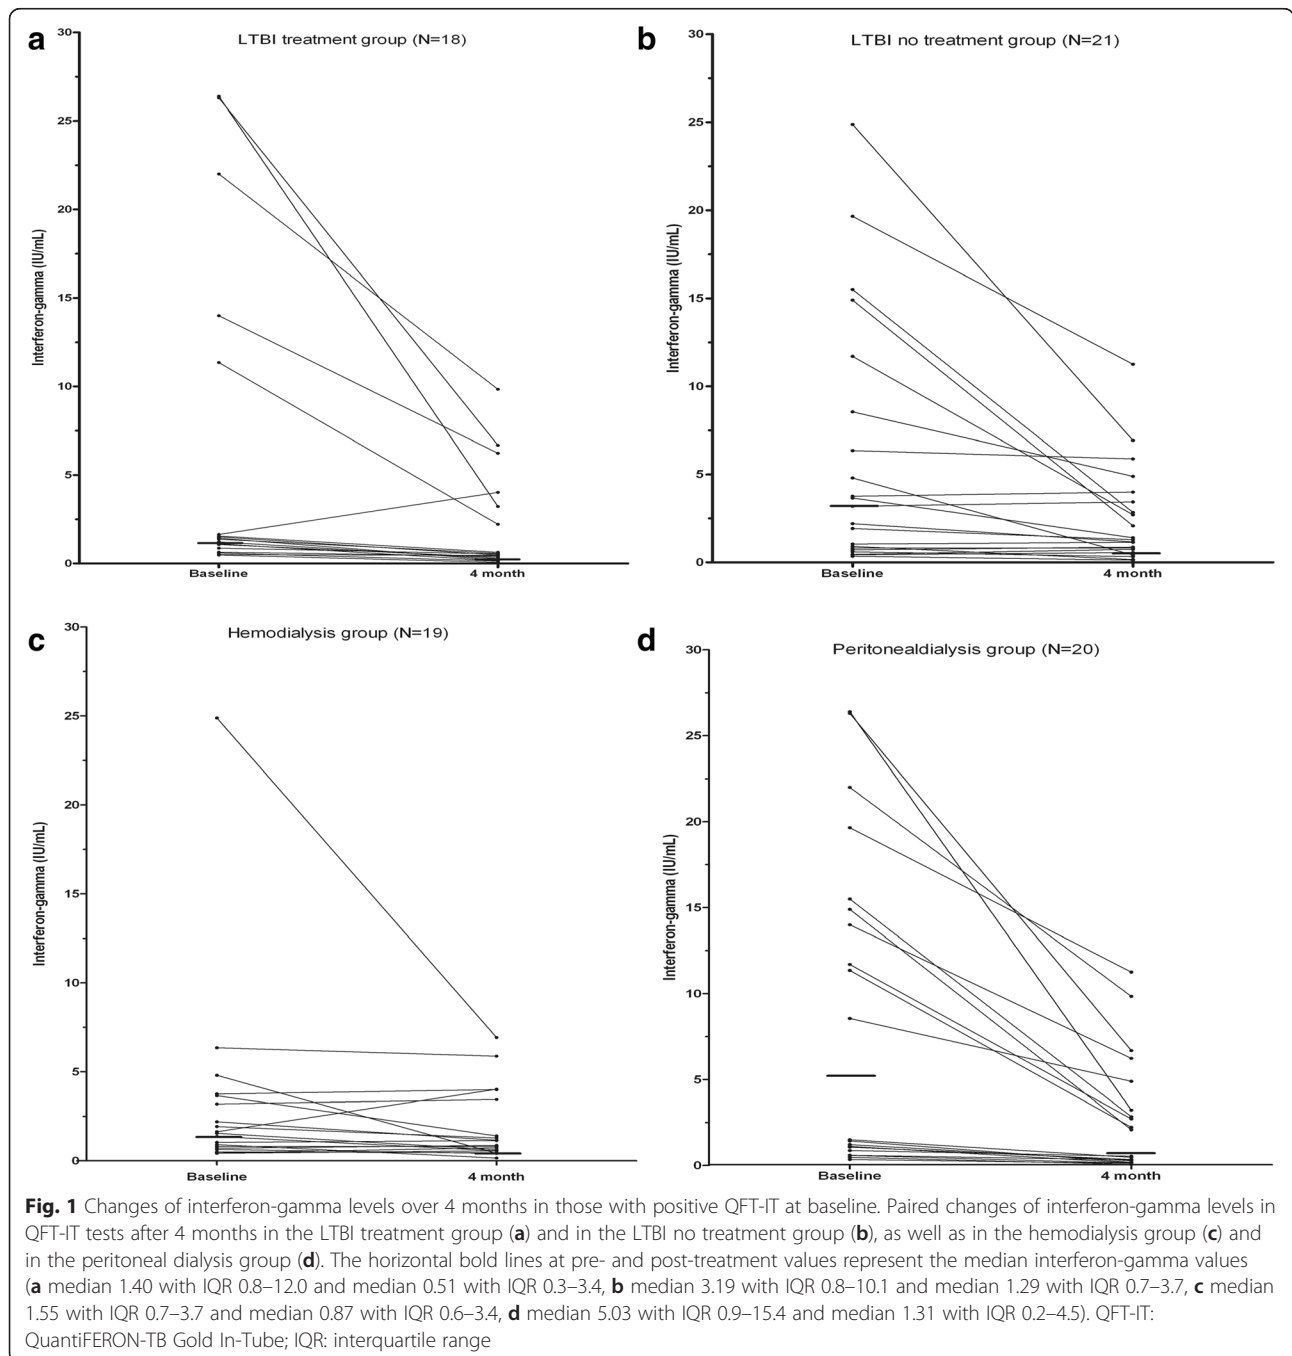 a
LTBI treatment group (N=18)
30
25
20
15
10
5
0
Interferon-gamma (IU/mL)
Baseline
4 month
b
LTBI no treatment group (N=21)
30
25
20
15
10
5
0
Interferon-gamma (IU/mL)
Baseline
4 month
c
Hemodialysis group (N=19)
30
25
20
15
10
5
0
Interferon-gamma (IU/mL)
Baseline
4 month
d
Peritonealdialysis group (N=20)
30
25
20
15
10
5
0
Interferon-gamma (IU/mL)
Baseline
4 month
Fig. 1 Changes of interferon-gamma levels over 4 months in those with positive QFT-IT at baseline. Paired changes of interferon-gamma levels in
QFT-IT tests after 4 months in the LTBI treatment group (a) and in the LTBI no treatment group (b), as well as in the hemodialysis group (c) and
in the peritoneal dialysis group (d). The horizontal bold lines at pre- and post-treatment values represent the median interferon-gamma values
(a median 1.40 with IQR 0.8–12.0 and median 0.51 with IQR 0.3–3.4, b median 3.19 with IQR 0.8–10.1 and median 1.29 with IQR 0.7–3.7, c median
1.55 with IQR 0.7–3.7 and median 0.87 with IQR 0.6–3.4, d median 5.03 with IQR 0.9–15.4 and median 1.31 with IQR 0.2–4.5). QFT-IT:
QuantiFERON-TB Gold In-Tube; IQR: interquartile range